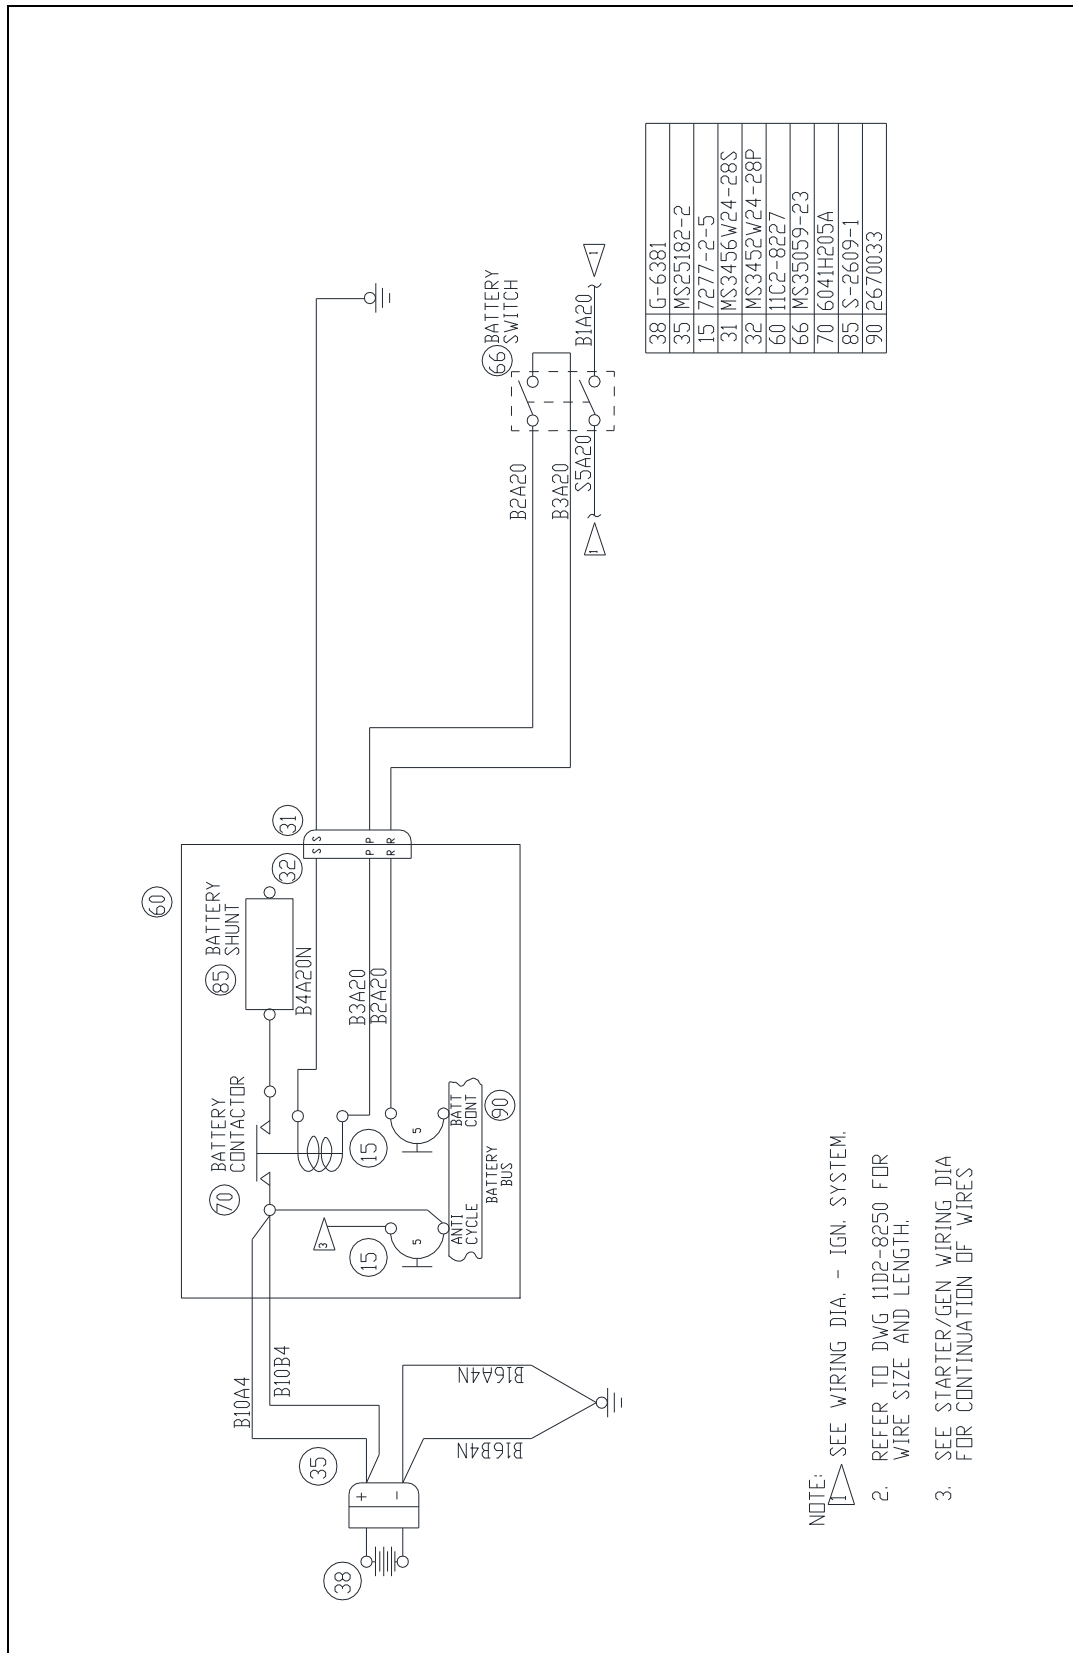 60
70 BATTERY
CONTACTOR
85 BATTERY
SHUNT
32
31
B10A4
B10B4
35
38
+
-
B16A4N
B16B4N
3
15
5
ANTI
CYCLE
15
5
BATT
CONT
90
BATTERY
BUS
B4A20N
B3A20
B2A20
S S
P P
R R
66 BATTERY
SWITCH
B2A20
B3A20
1
S5A20
B1A20
1
38 G-6381
35 MS25182-2
15 7277-2-5
31 MS3456W24-28S
32 MS3452W24-28P
60 11C2-8227
66 MS35059-23
70 6041H205A
85 S-2609-1
90 2670033
NOTE:
1 SEE WIRING DIA. - IGN. SYSTEM.
2. REFER TO DWG 11D2-8250 FOR
WIRE SIZE AND LENGTH.
3. SEE STARTER/GEN WIRING DIA
FOR CONTINUATION OF WIRES